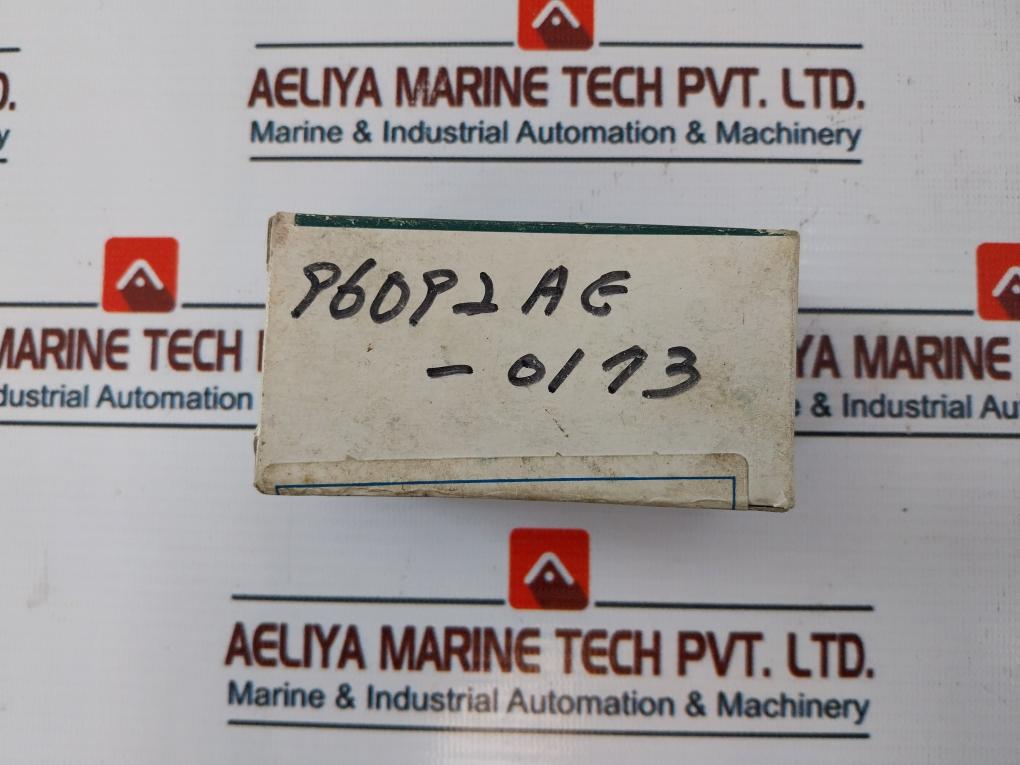 AELIYA MARINE TECH PVT. LTD.
Marine & Industrial Automation & Machinery
D.
y
96092AE
-0173
MARINE TECH
dustrial Automation
YA MARINE
& Industrial Au
AELIYA MARINE TECH PVT. LTD.
Marine & Industrial Automation & Machinery